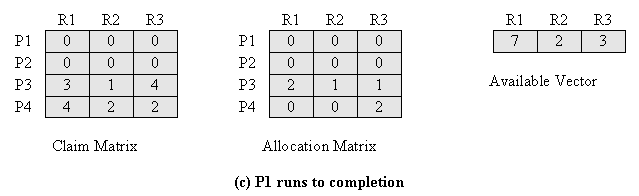 R1 R2 R3 R1 R2 R3 R1 R2 R3
P1 0 0 0 P1 0 0 0 7 2 3
P2 0 0 0 P2 0 0 0
P3 3 1 4 P3 2 1 1
P4 4 2 2 P4 0 0 2
Available Vector
Claim Matrix Allocation Matrix
(c) P1 runs to completion